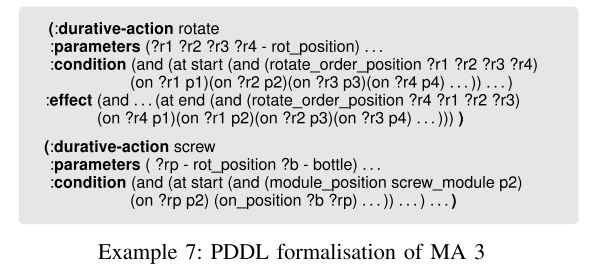 (:durative-action rotate
:parameters (?r1 ?r2 ?r3 ?r4 - rot_position) ...
:condition (and (at start (and (rotate_order_position ?r1 ?r2 ?r3 ?r4)
(on ?r1 p1)(on ?r2 p2)(on ?r3 p3)(on ?r4 p4) ...)) ...)
:effect (and ...(at end (and (rotate_order_position ?r4 ?r1 ?r2 ?r3)
(on ?r4 p1)(on ?r1 p2)(on ?r2 p3)(on ?r3 p4) ...))) )
(:durative-action screw
:parameters ( ?rp - rot_position ?b - bottle) ...
:condition (and (at start (and (module_position screw_module p2)
(on ?rp p2) (on_position ?b ?rp) ...)) ...) ...)
Example 7: PDDL formalisation of MA 3